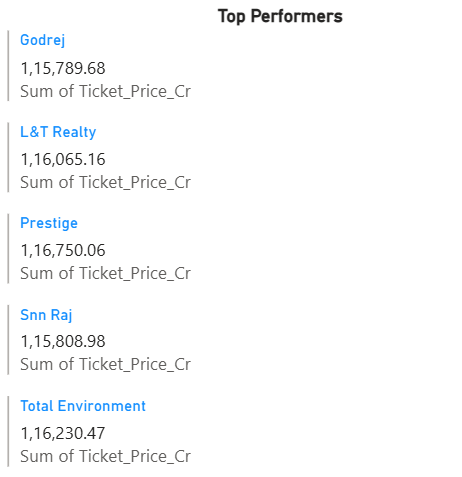 Top Performers
Godrej
1,15,789.68
Sum of Ticket_Price_Cr
L&T Realty
1,16,065.16
Sum of Ticket_Price_Cr
Prestige
1,16,750.06
Sum of Ticket_Price_Cr
Snn Raj
1,15,808.98
Sum of Ticket_Price_Cr
Total Environment
1,16,230.47
Sum of Ticket_Price_Cr